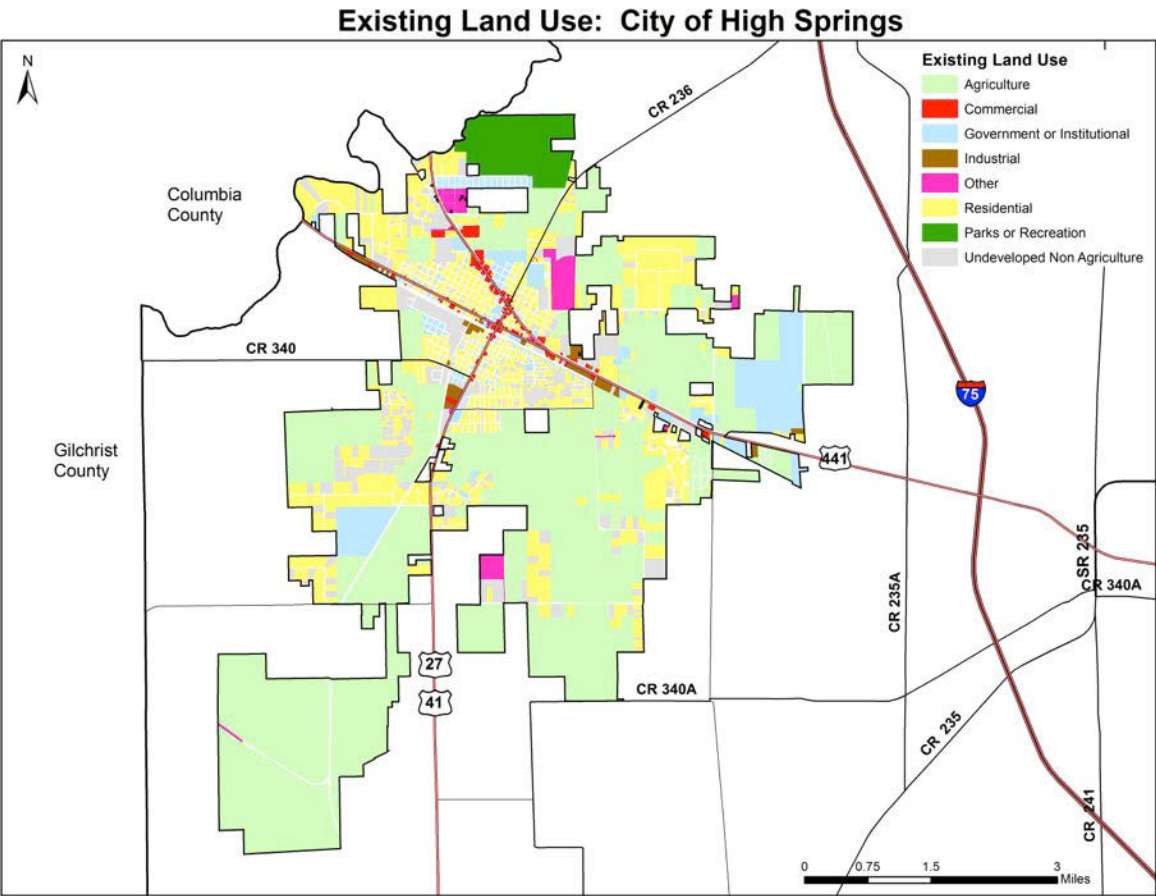 Existing Land Use: City of High Springs
N
Existing Land Use
Agriculture
Commercial
Government or Institutional
Industrial
Other
Residential
Parks or Recreation
Undeveloped Non Agriculture
CR 236
Columbia
County
CR 340
75
Gilchrist
County
441
SR 235
CR 340A
CR 235A
27
41
CR 340A
CR 235
CR 241
0 0.75 1.5 3
Miles